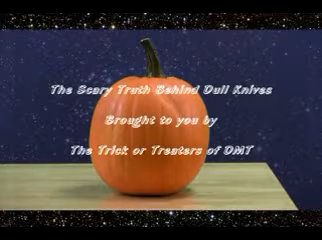 The Scary Truth Behind Dull Knives
Brought to you by
The Trick or Treaters of DMT